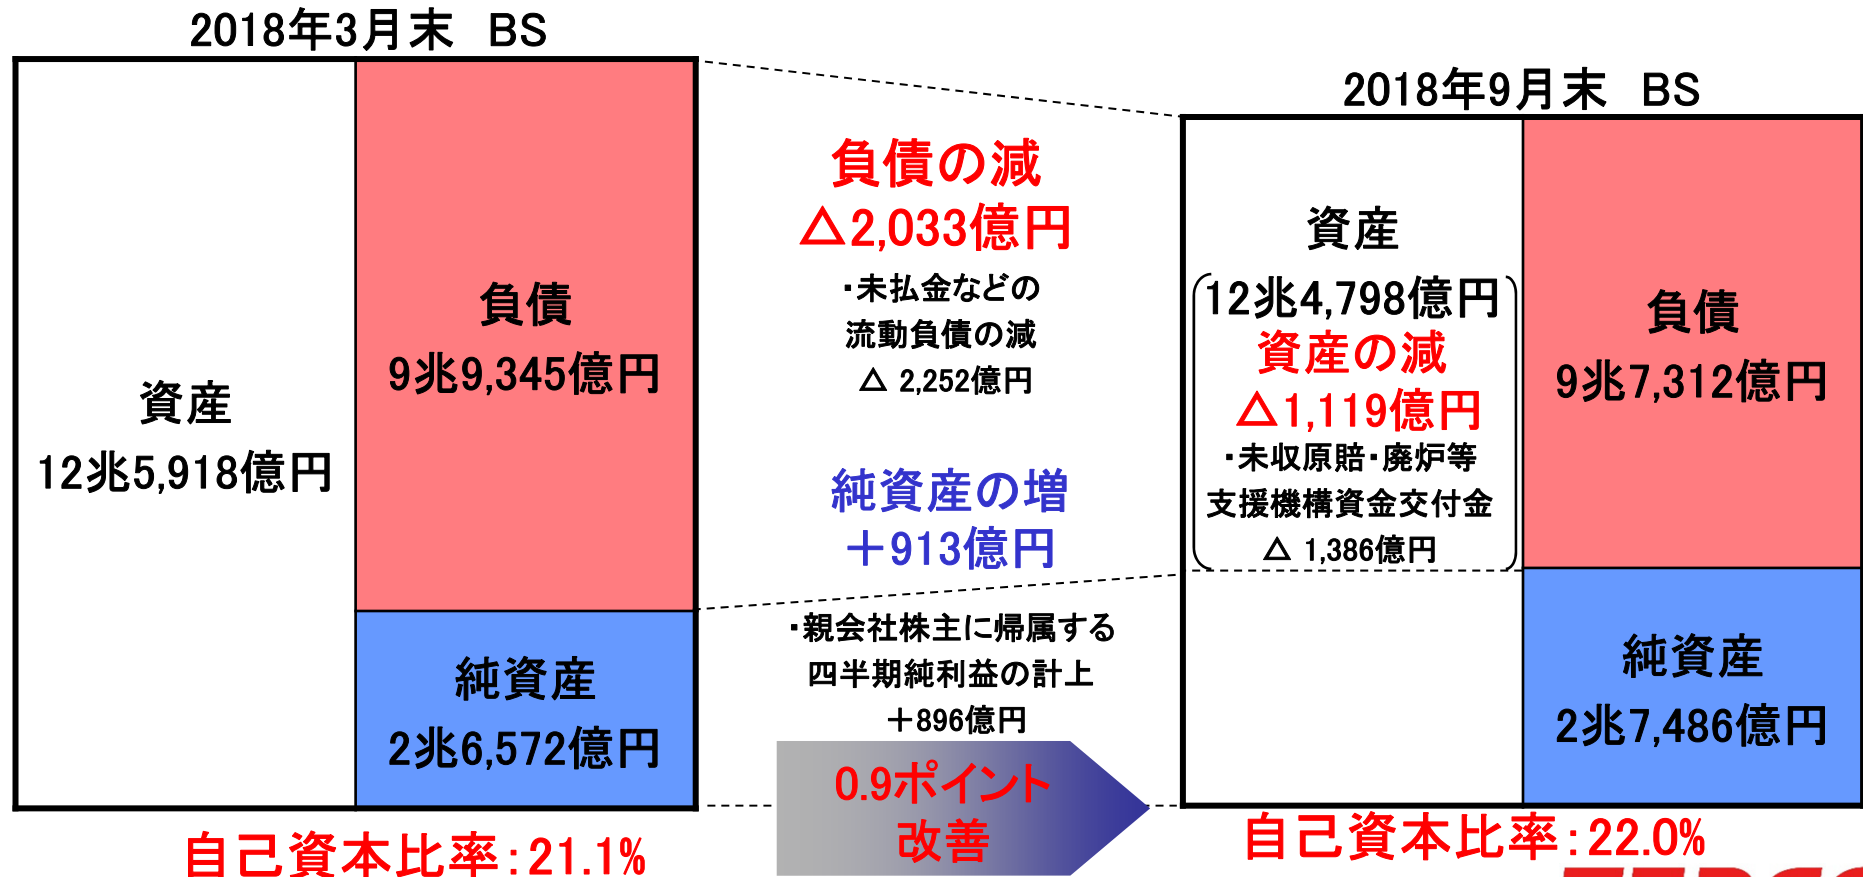 2018年3月末　BS
資産
12兆5,918億円
負債
9兆9,345億円
純資産
2兆6,572億円
自己資本比率：21.1%
負債の減
△2,033億円
・未払金などの
流動負債の減
△ 2,252億円
純資産の増
＋913億円
・親会社株主に帰属する
四半期純利益の計上
＋896億円
0.9ポイント
改善
2018年9月末　BS
資産
12兆4,798億円
資産の減
△1,119億円
・未収原賠・廃炉等
支援機構資金交付金
△ 1,386億円
負債
9兆7,312億円
純資産
2兆7,486億円
自己資本比率：22.0%